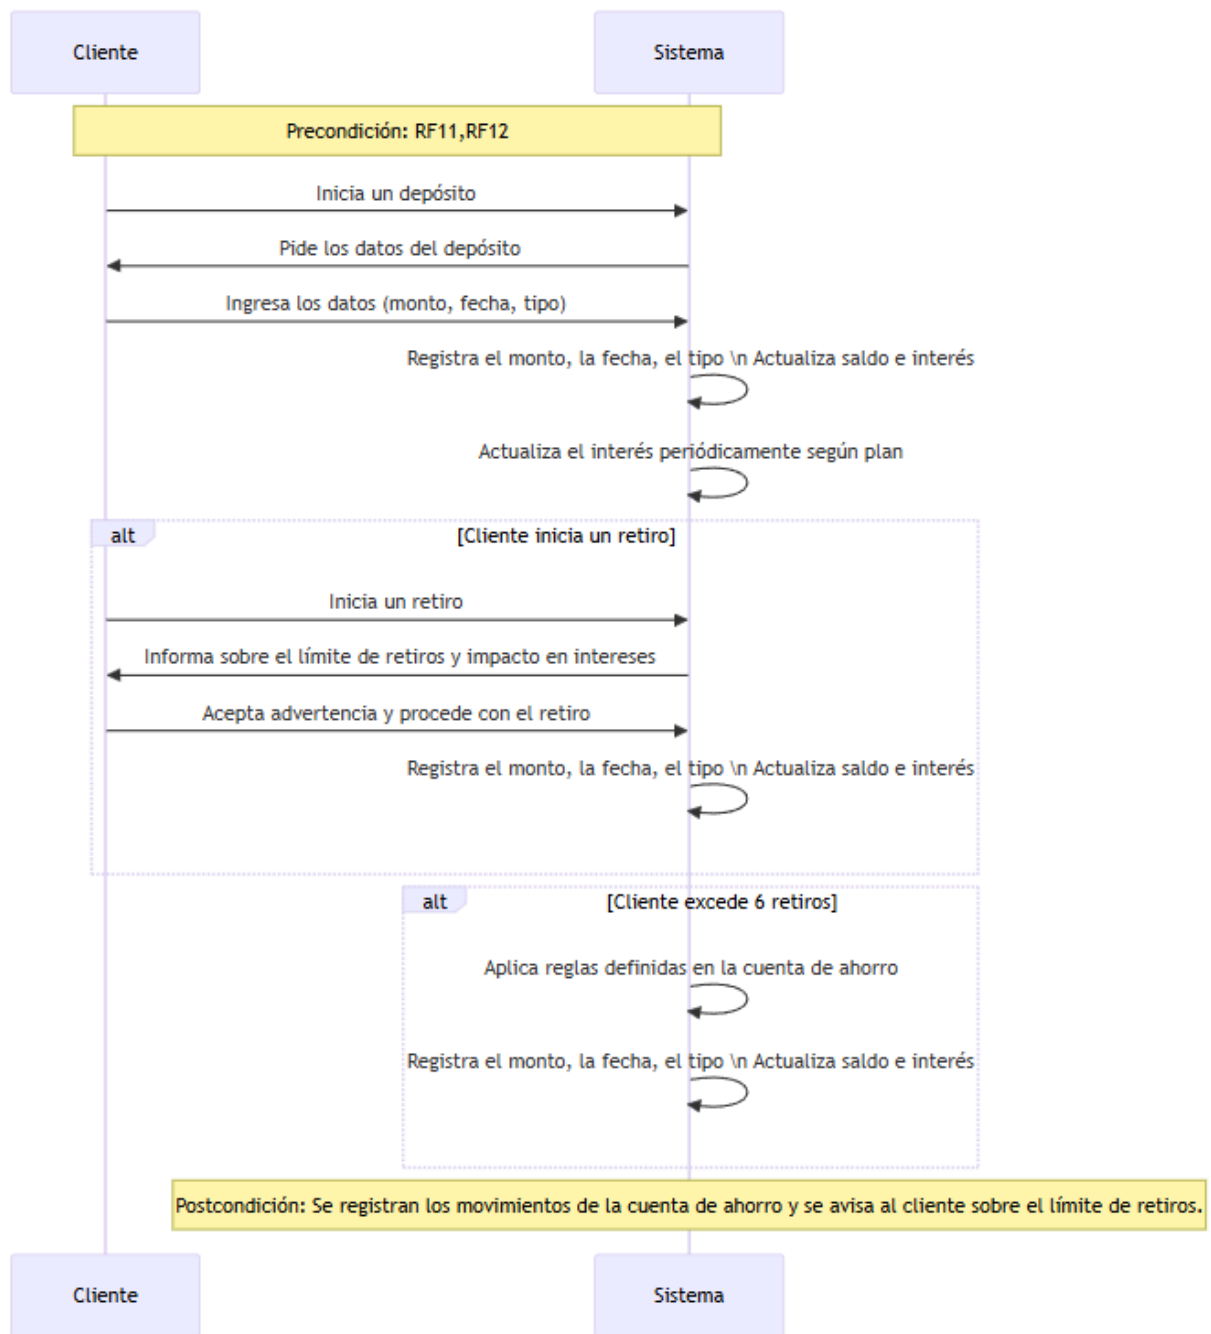 Cliente
Sistema
Precondición: RF11,RF12
Inicia un depósito
Pide los datos del depósito
Ingresa los datos (monto, fecha, tipo)
Registra el monto, la fecha, el tipo \n Actualiza saldo e interés
Actualiza el interés periódicamente según plan
alt
[Cliente inicia un retiro]
Inicia un retiro
Informa sobre el límite de retiros y impacto en intereses
Acepta advertencia y procede con el retiro
Registra el monto, la fecha, el tipo \n Actualiza saldo e interés
alt
[Cliente excede 6 retiros]
Aplica reglas definidas en la cuenta de ahorro
Registra el monto, la fecha, el tipo \n Actualiza saldo e interés
Postcondición: Se registran los movimientos de la cuenta de ahorro y se avisa al cliente sobre el límite de retiros.
Cliente
Sistema